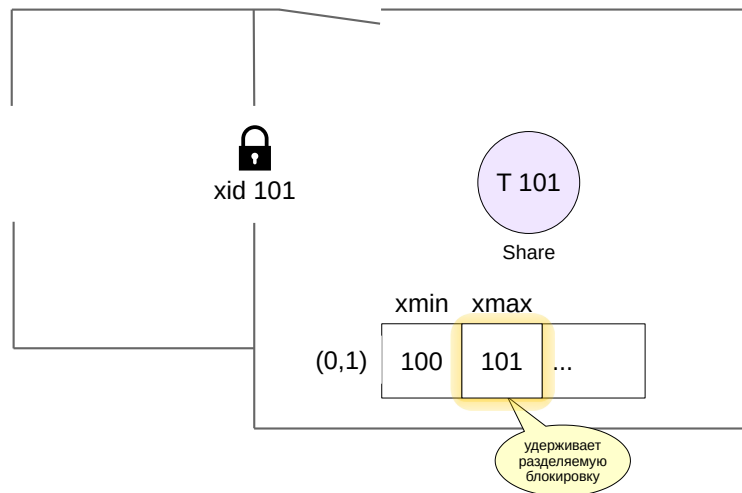 xid 101
T 101
Share
xmin xmax
(0,1) 100 101 ...
удерживает
разделяемую
блокировку